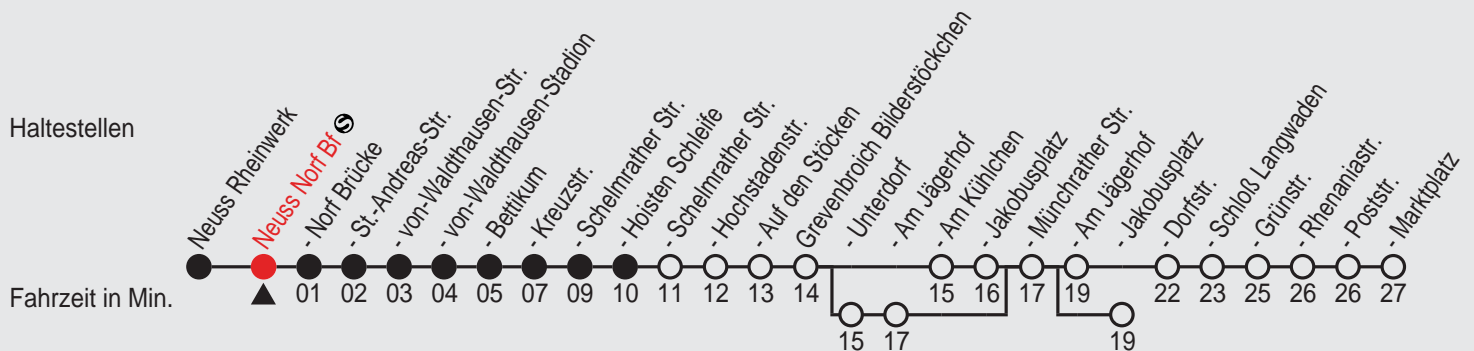 Haltestellen
Neuss Rheinwerk
Neuss Norf Bf S
- Norf Brücke
- St.-Andreas-Str.
- von-Waldthausen-Str.
- von-Waldthausen-Stadion
- Bettikum
- Kreuzstr.
- Schelmrather Str.
- Hoisten Schleife
- Schelmrather Str.
- Hochstadenstr.
- Auf den Stöcken
Grevenbroich Bilderstöckchen
- Unterdorf
- Am Jägerhof
- Am Kühlchen
- Jakobusplatz
- Münchrather Str.
- Am Jägerhof
- Jakobusplatz
- Dorfstr.
- Schloß Langwaden
- Grünstr.
- Rhenaniastr.
- Poststr.
- Marktplatz
Fahrzeit in Min.
01 02 03 04 05 07 09 10 11 12 13 14 15 16 17 19 22 23 25 26 26 27
15 17 19